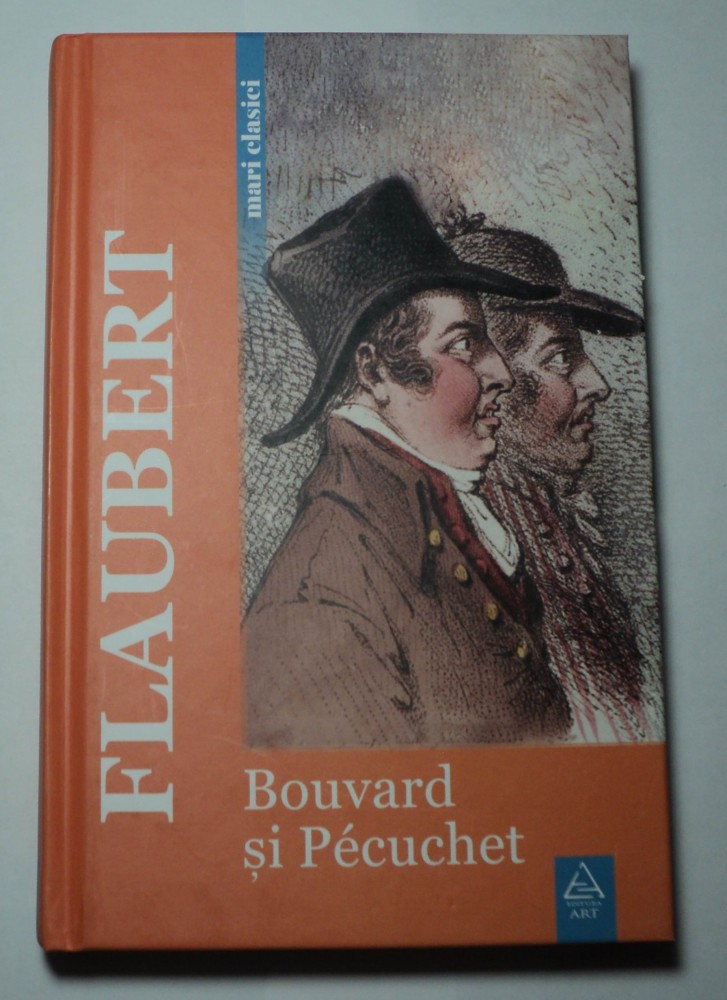 FLAUBERT
mari clasici
Bouvard
și Pécuchet
EDITURA
ART